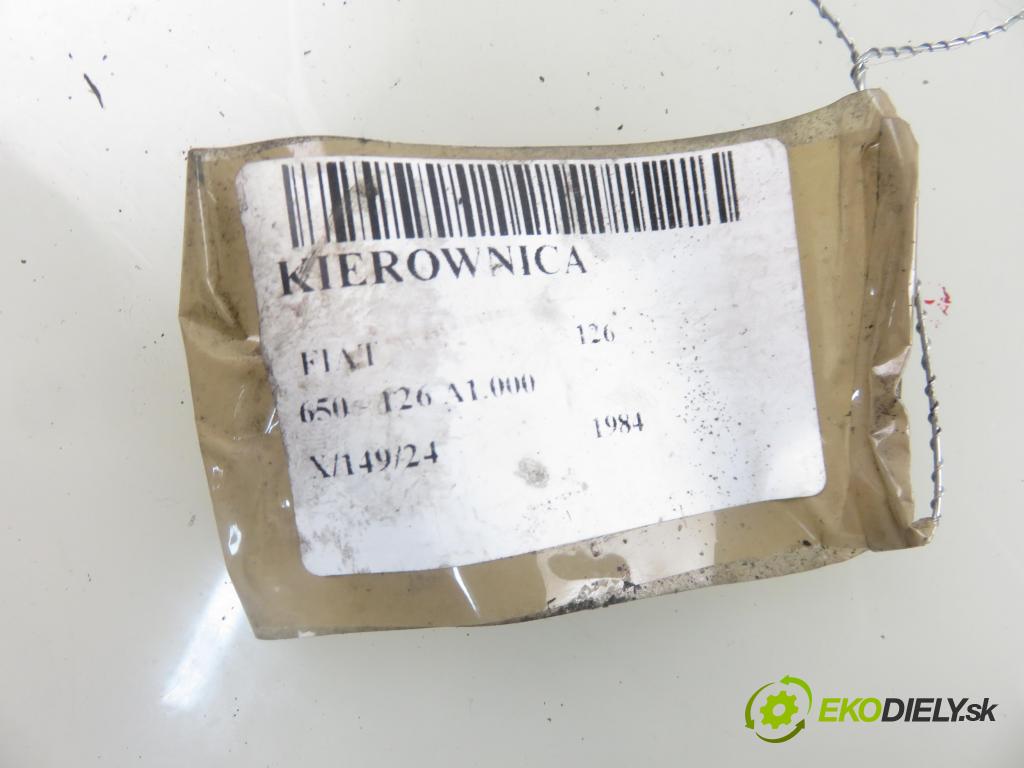 KIEROWNICA
FIAT 126
650 - 126 A1.000
X/149/24 1984
EKODIELY.sk